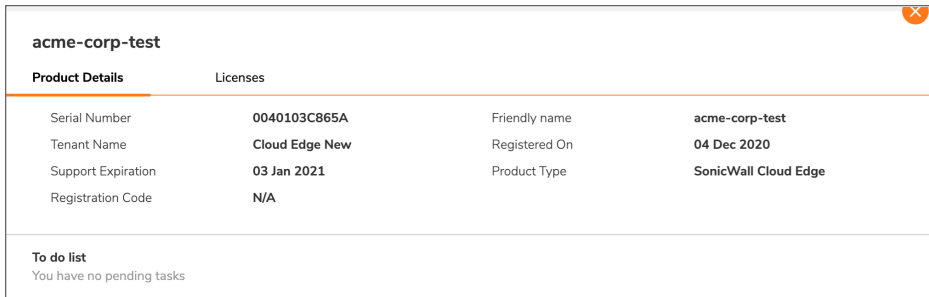 acme-corp-test
Product Details Licenses
Serial Number 0040103C865A Friendly name acme-corp-test
Tenant Name Cloud Edge New Registered On 04 Dec 2020
Support Expiration 03 Jan 2021 Product Type SonicWall Cloud Edge
Registration Code N/A
To do list
You have no pending tasks